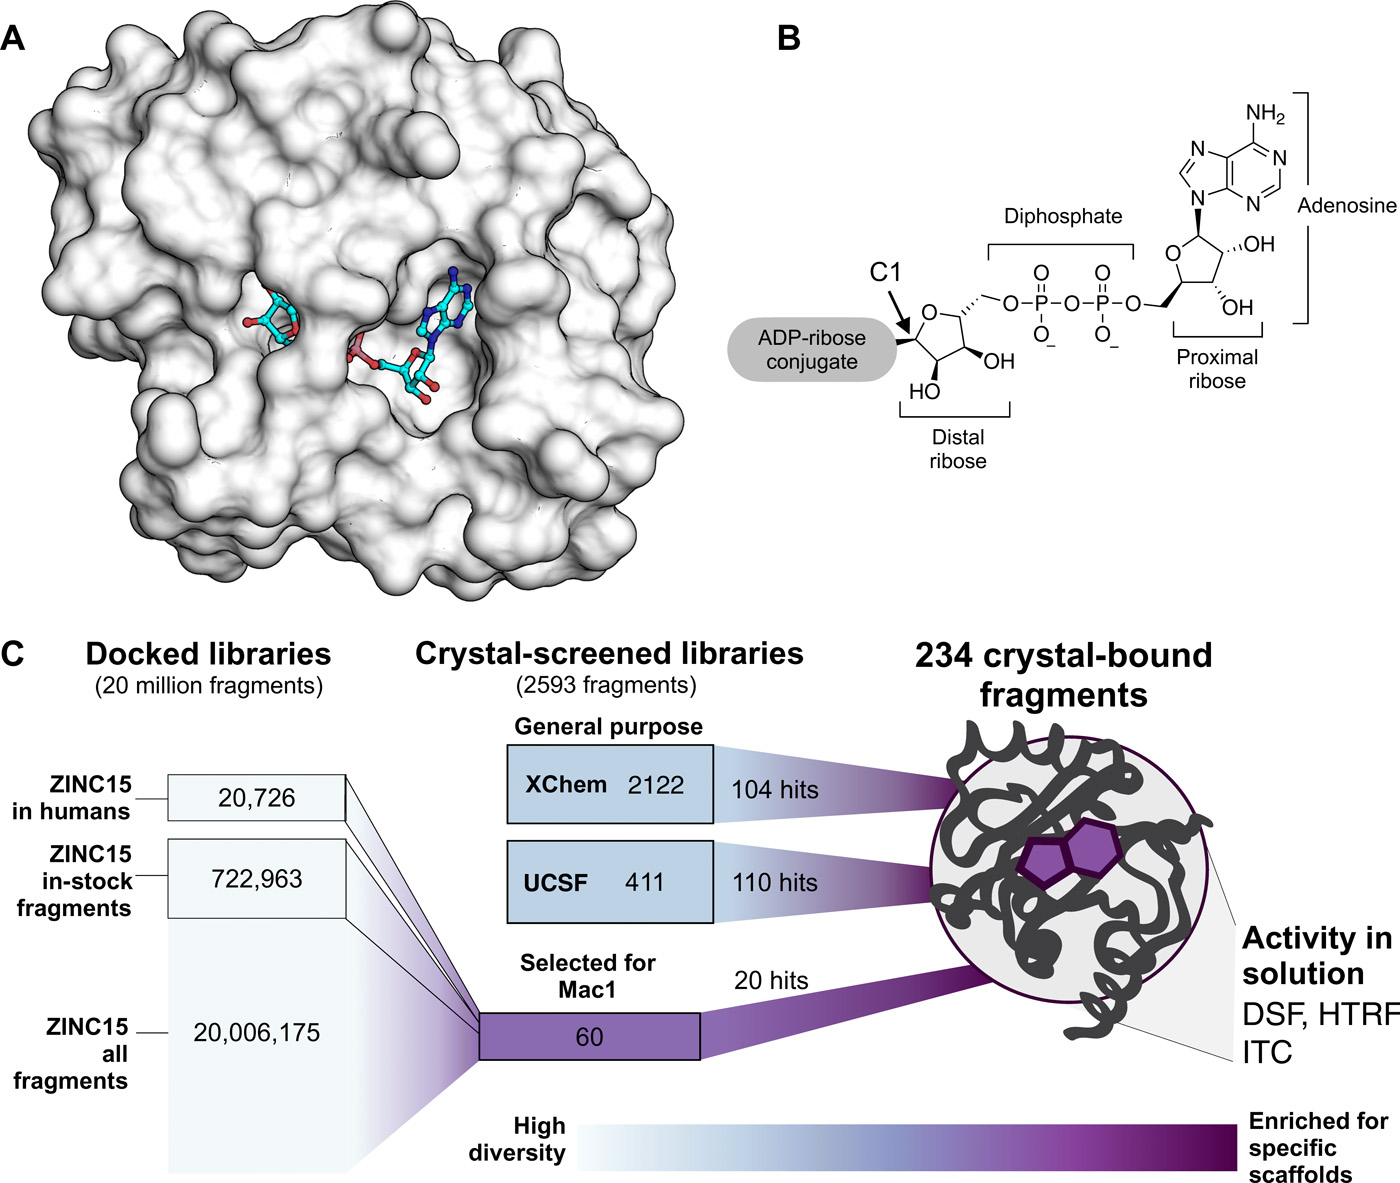 A
B
NH2
N
N
N
N
Adenosine
Diphosphate
O
OH
C1
O
O
O
O
P
O
P
O
OH
ADP-ribose
conjugate
O
−
O
−
OH
HO
Proximal
ribose
Distal
ribose
C
Docked libraries
(20 million fragments)
Crystal-screened libraries
(2593 fragments)
234 crystal-bound
fragments
General purpose
ZINC15
in humans
20,726
XChem 2122
104 hits
ZINC15
in-stock
fragments
722,963
UCSF 411
110 hits
Selected for
Mac1
20 hits
60
ZINC15
all
fragments
20,006,175
Activity in
solution
DSF, HTRF
ITC
High
diversity
Enriched for
specific
scaffolds